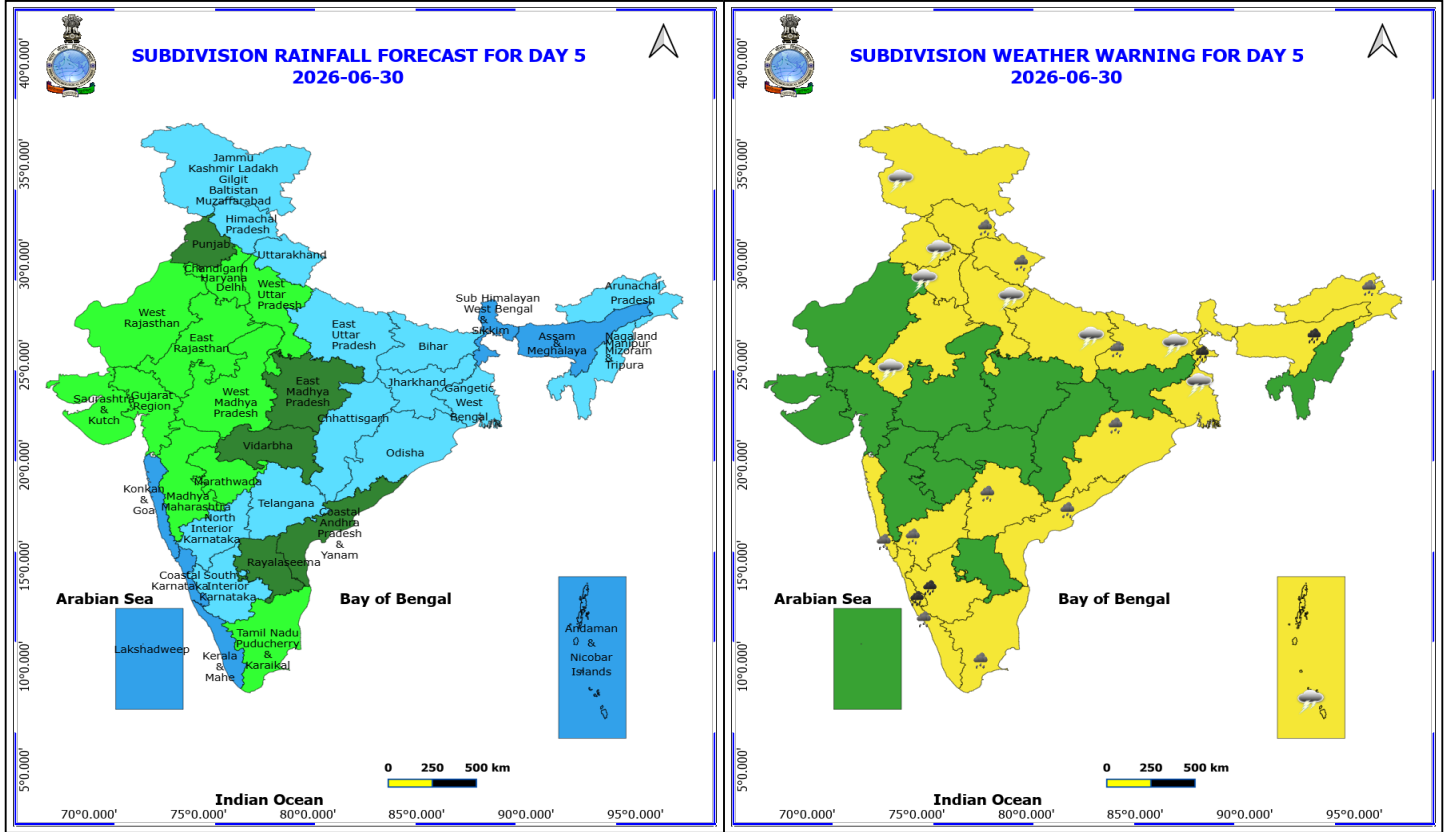 SUBDIVISION RAINFALL FORECAST FOR DAY 5
2026-06-30
40°0.000'
35°0.000'
30°0.000'
25°0.000'
20°0.000'
15°0.000'
10°0.000'
5°0.000'
Jammu
Kashmir Ladakh
Gilgit
Baltistan
Muzaffarabad
Himachal
Pradesh
Punjab
Uttarakhand
Chandigarh
Haryana
Delhi
West
Uttar
Pradesh
West
Rajasthan
East
Rajasthan
East
Uttar
Pradesh
Bihar
Sub Himalayan
West Bengal
&
Sikkim
Arunachal
Pradesh
Assam
&
Meghalaya
Nagaland
Manipur
Mizoram
&
Tripura
Saurashtra
&
Kutch
Gujarat
Region
West
Madhya
Pradesh
East
Madhya
Pradesh
Jharkhand
Gangetic
West
Bengal
Chhattisgarh
Vidarbha
Odisha
Konkan
&
Goa
Madhya
Maharashtra
Marathwada
Telangana
North
Interior
Karnataka
Coastal
Andhra
Pradesh
&
Yanam
Rayalaseema
Coastal
Karnataka
South
Interior
Karnataka
Arabian Sea
Bay of Bengal
Lakshadweep
Kerala
&
Mahe
Tamil Nadu
Puducherry
&
Karaikal
Andaman
&
Nicobar
Islands
0 250 500 km
Indian Ocean
70°0.000' 75°0.000' 80°0.000' 85°0.000' 90°0.000' 95°0.000'
SUBDIVISION WEATHER WARNING FOR DAY 5
2026-06-30
40°0.000'
35°0.000'
30°0.000'
25°0.000'
20°0.000'
15°0.000'
10°0.000'
5°0.000'
Arabian Sea
Bay of Bengal
0 250 500 km
Indian Ocean
70°0.000' 75°0.000' 80°0.000' 85°0.000' 90°0.000' 95°0.000'